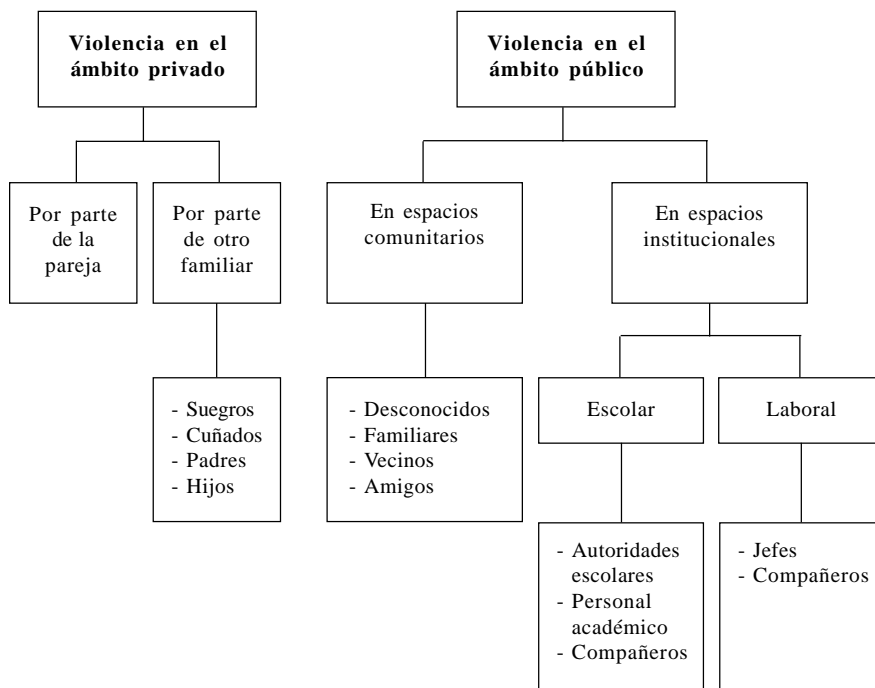 Violencia en el
ámbito privado
Violencia en el
ámbito público
Por parte
de la
pareja
Por parte
de otro
familiar
En espacios
comunitarios
En espacios
institucionales
- Suegros
- Cuñados
- Padres
- Hijos
- Desconocidos
- Familiares
- Vecinos
- Amigos
Escolar
Laboral
- Autoridades
escolares
- Personal
académico
- Compañeros
- Jefes
- Compañeros